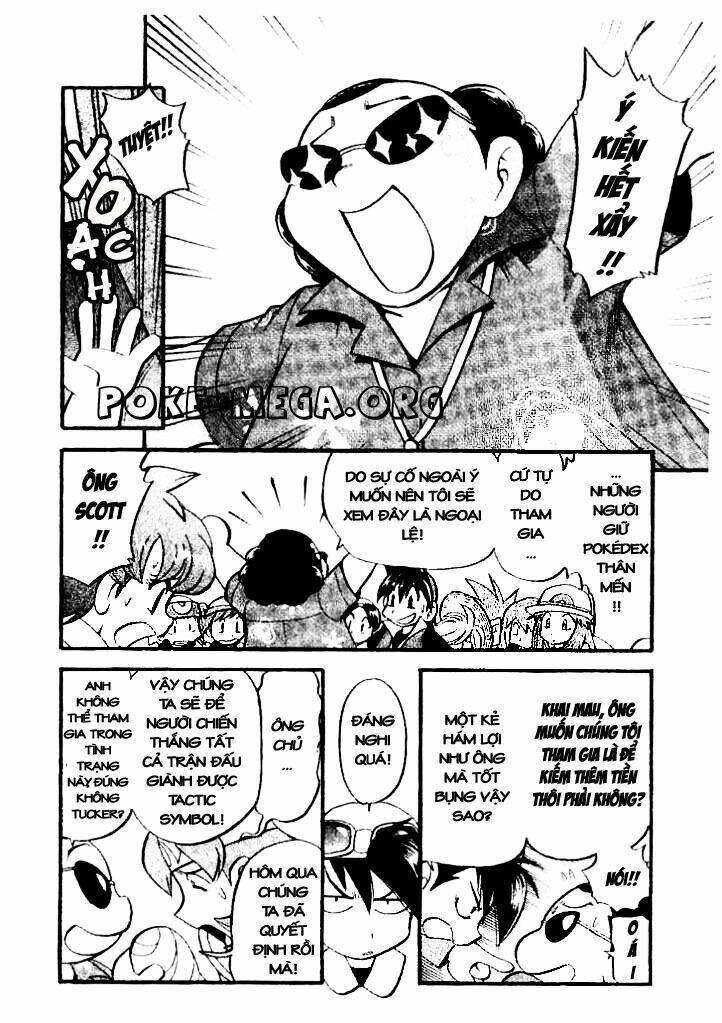 Ý
KIẾN
HẾT
XẨY
!!
TUYỆT!!
XOẠCH
POKE-MEGA.ORG
...
NHỮNG
NGƯỜI
GIỮ
POKÉDEX
THÂN
MẾN
!!
CỨ TỰ
DO
THAM
GIA
...
DO SỰ CỐ NGOÀI Ý
MUỐN NÊN TÔI SẼ
XEM ĐÂY LÀ NGOẠI
LỆ!
ÔNG
SCOTT
!!
KHAI MAU, ÔNG
MUỐN CHÚNG TÔI
THAM GIA LÀ ĐỂ
KIẾM THÊM TIỀN
THÔI PHẢI KHÔNG?
MỘT KẺ
HÁM LỢI
NHƯ ÔNG
MÀ TỐT
BỤNG VẬY
SAO?
NÓI!!
OÁI
ĐÁNG
NGHI
QUÁ!
ÔNG
CHỦ
...
VẬY CHÚNG
TA SẼ ĐỂ
NGƯỜI CHIẾN
THẮNG TẤT
CẢ TRẬN ĐẤU
GIÀNH ĐƯỢC
TACTIC
SYMBOL!
ANH
KHÔNG
THỂ THAM
GIA TRONG
TÌNH
TRẠNG
NÀY ĐÚNG
KHÔNG
TUCKER?
HÔM QUA
CHÚNG
TA ĐÃ
QUYẾT
ĐỊNH RỒI
MÀ!